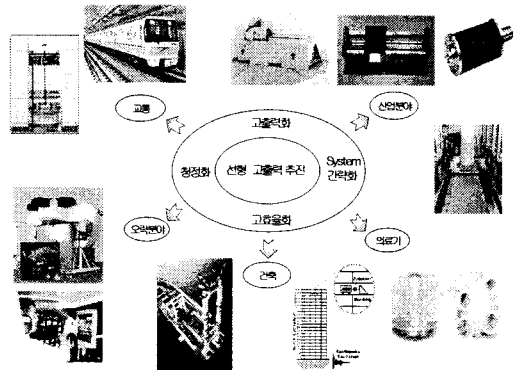 교통
산업분야
고출력화
청정화
선형 고출력 추진
System
간략화
고효율화
오락분야
의료기
건축